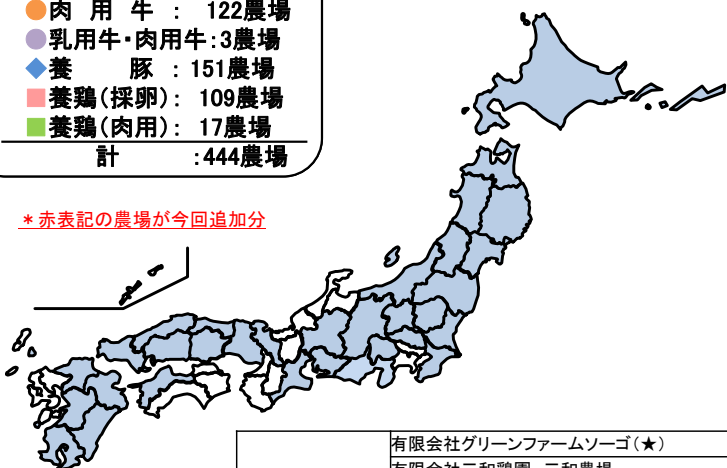 ●肉用牛： 122農場
●乳用牛・肉用牛：3農場
◆養豚：151農場
■養鶏（採卵）： 109農場
■養鶏（肉用）： 17農場
計：444農場
＊赤表記の農場が今回追加分
有限会社グリーンファームソーゴ（★）